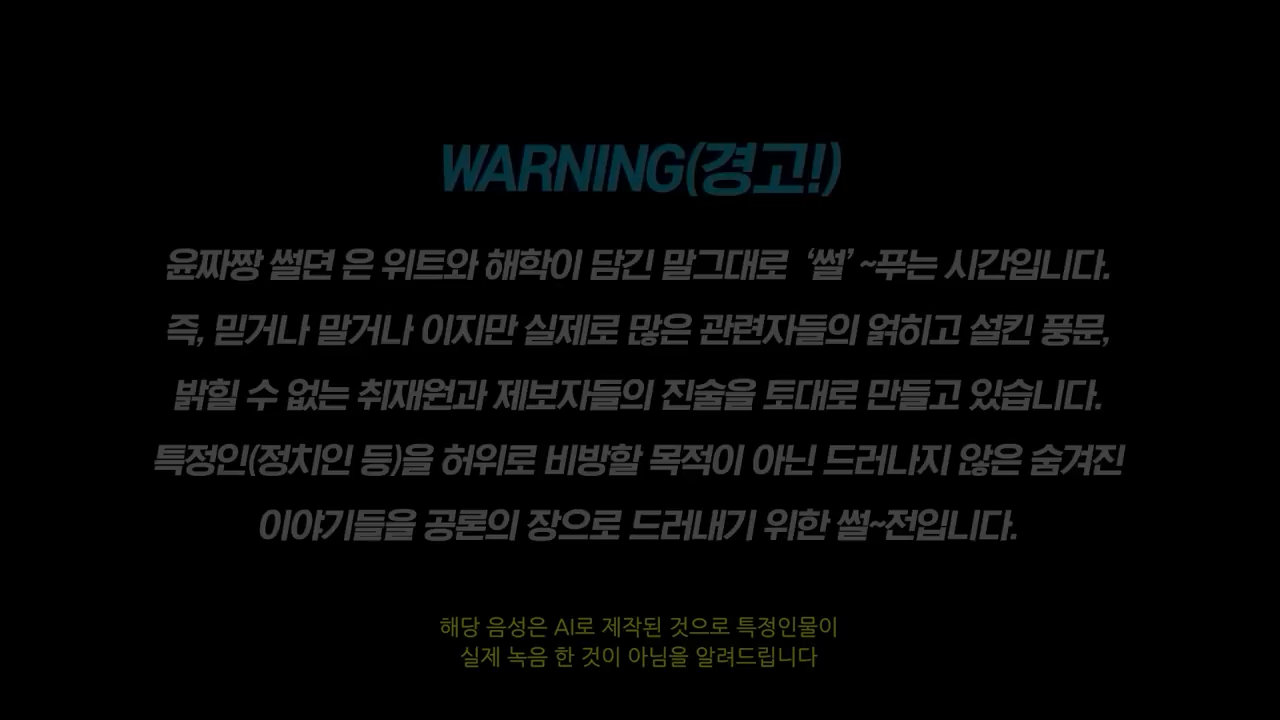 WARNING(경고!)
윤짜짱 썰뎐 은 위트와 해학이 담긴 말그대로 ‘썰’ ~푸는 시간입니다.
즉, 믿거나 말거나 이지만 실제로 많은 관련자들의 얽히고 설킨 풍문,
밝힐 수 없는 취재원과 제보자들의 진술을 토대로 만들고 있습니다.
특정인(정치인 등)을 허위로 비방할 목적이 아닌 드러나지 않은 숨겨진
이야기들을 공론의 장으로 드러내기 위한 썰~전입니다.
해당 음성은 AI로 제작된 것으로 특정인물이
실제 녹음 한 것이 아님을 알려드립니다